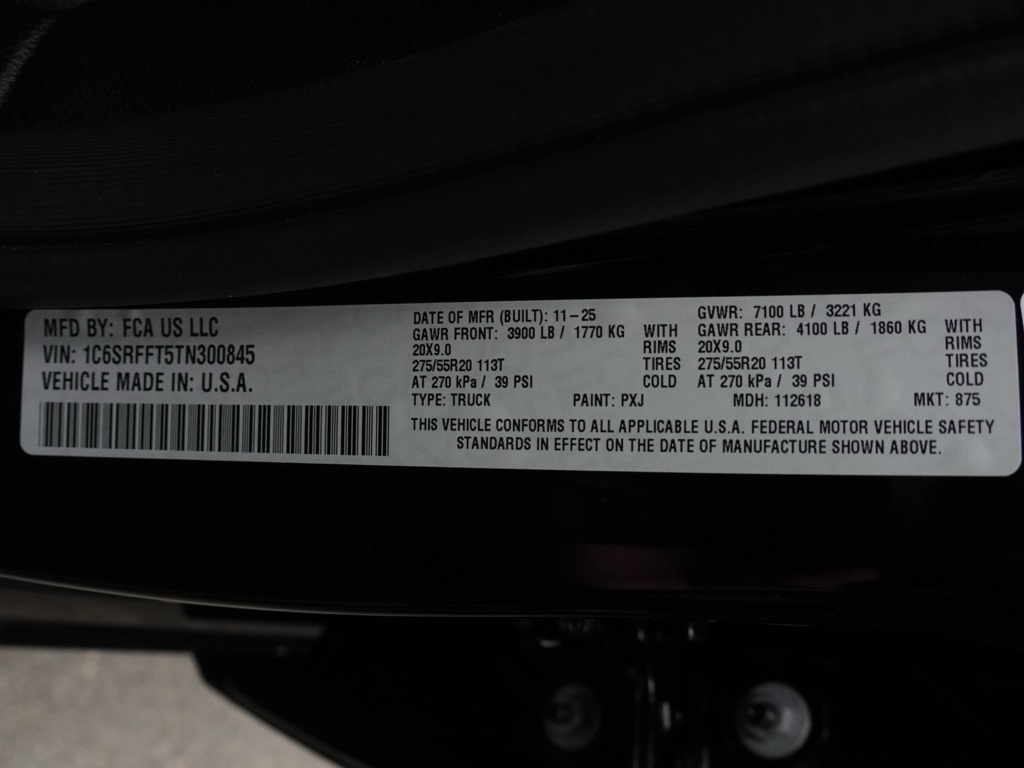 MFD BY: FCA US LLC
VIN: 1C6SRFFT5TN300845
VEHICLE MADE IN: U.S.A.
DATE OF MFR (BUILT): 11-25 GVWR: 7100 LB / 3221 KG
GAWR FRONT: 3900 LB / 1770 KG WITH GAWR REAR: 4100 LB / 1860 KG WITH
20X9.0 RIMS 20X9.0 RIMS
275/55R20 113T TIRES 275/55R20 113T TIRES
AT 270 kPa / 39 PSI COLD AT 270 kPa / 39 PSI COLD
TYPE: TRUCK PAINT: PXJ MDH: 112618 MKT: 875
THIS VEHICLE CONFORMS TO ALL APPLICABLE U.S.A. FEDERAL MOTOR VEHICLE SAFETY
STANDARDS IN EFFECT ON THE DATE OF MANUFACTURE SHOWN ABOVE.